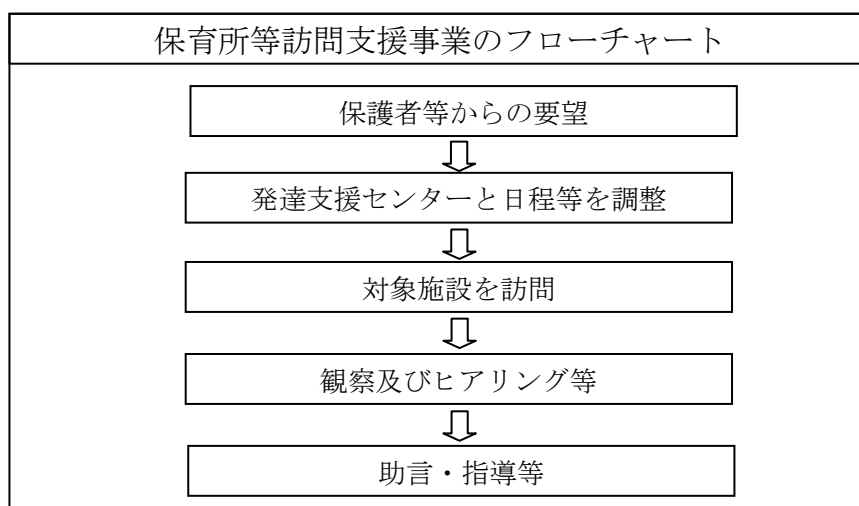 保育所等訪問支援事業のフローチャート
保護者等からの要望
発達支援センターと日程等を調整
対象施設を訪問
観察及びヒアリング等
助言・指導等